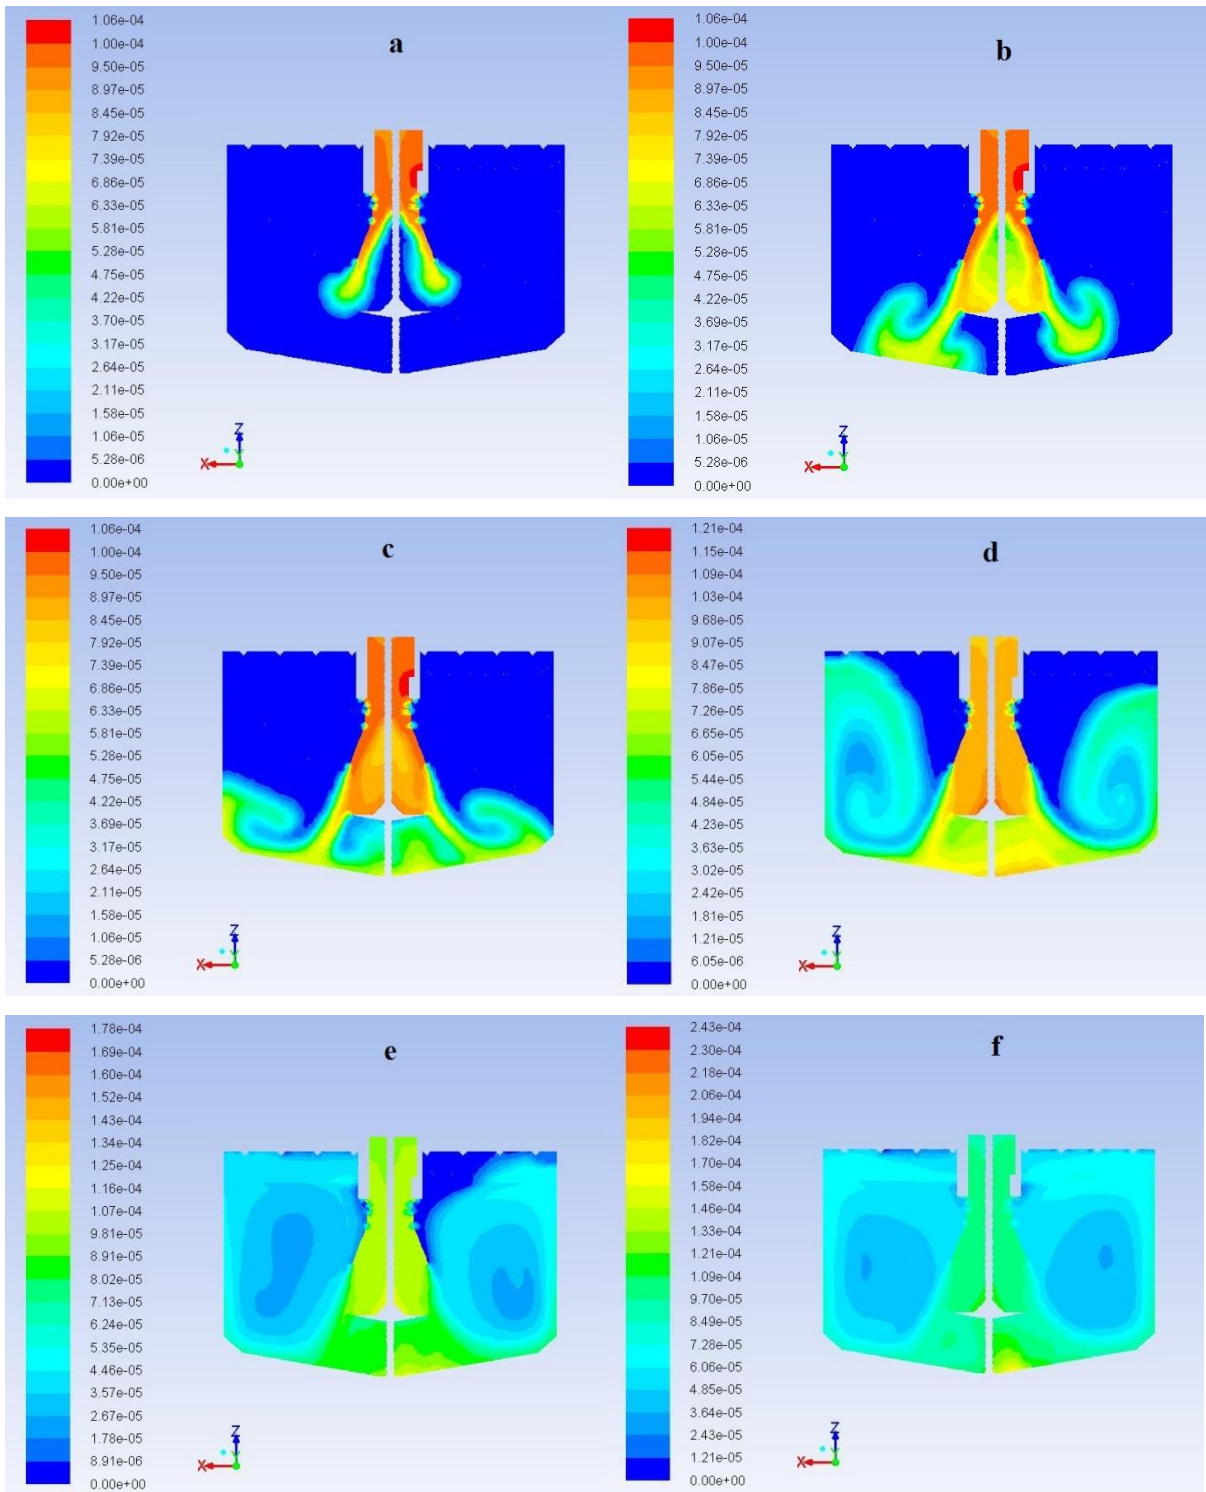 a
1.06e-04
1.00e-04
9.50e-05
8.97e-05
8.45e-05
7.92e-05
7.39e-05
6.86e-05
6.33e-05
5.81e-05
5.28e-05
4.75e-05
4.22e-05
3.70e-05
3.17e-05
2.64e-05
2.11e-05
1.58e-05
1.06e-05
5.28e-06
0.00e+00
Z
X
Y
b
1.06e-04
1.00e-04
9.50e-05
8.97e-05
8.45e-05
7.92e-05
7.39e-05
6.86e-05
6.33e-05
5.81e-05
5.28e-05
4.75e-05
4.22e-05
3.69e-05
3.17e-05
2.64e-05
2.11e-05
1.58e-05
1.06e-05
5.28e-06
0.00e+00
Z
X
Y
c
1.06e-04
1.00e-04
9.50e-05
8.97e-05
8.45e-05
7.92e-05
7.39e-05
6.86e-05
6.33e-05
5.81e-05
5.28e-05
4.75e-05
4.22e-05
3.69e-05
3.17e-05
2.64e-05
2.11e-05
1.58e-05
1.06e-05
5.28e-06
0.00e+00
Z
X
Y
d
1.21e-04
1.15e-04
1.09e-04
1.03e-04
9.68e-05
9.07e-05
8.47e-05
7.86e-05
7.26e-05
6.65e-05
6.05e-05
5.44e-05
4.84e-05
4.23e-05
3.63e-05
3.02e-05
2.42e-05
1.81e-05
1.21e-05
6.05e-06
0.00e+00
Z
X
Y
e
1.78e-04
1.69e-04
1.60e-04
1.52e-04
1.43e-04
1.34e-04
1.25e-04
1.16e-04
1.07e-04
9.81e-05
8.91e-05
8.02e-05
7.13e-05
6.24e-05
5.35e-05
4.46e-05
3.57e-05
2.67e-05
1.78e-05
8.91e-06
0.00e+00
Z
X
Y
f
2.43e-04
2.30e-04
2.18e-04
2.06e-04
1.94e-04
1.82e-04
1.70e-04
1.58e-04
1.46e-04
1.33e-04
1.21e-04
1.09e-04
9.70e-05
8.49e-05
7.28e-05
6.06e-05
4.85e-05
3.64e-05
2.43e-05
1.21e-05
0.00e+00
Z
X
Y